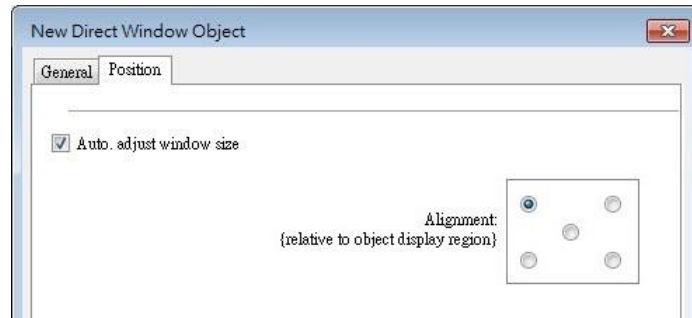 New Direct Window Object
General Position
Auto. adjust window size
Alignment:
{relative to object display region}